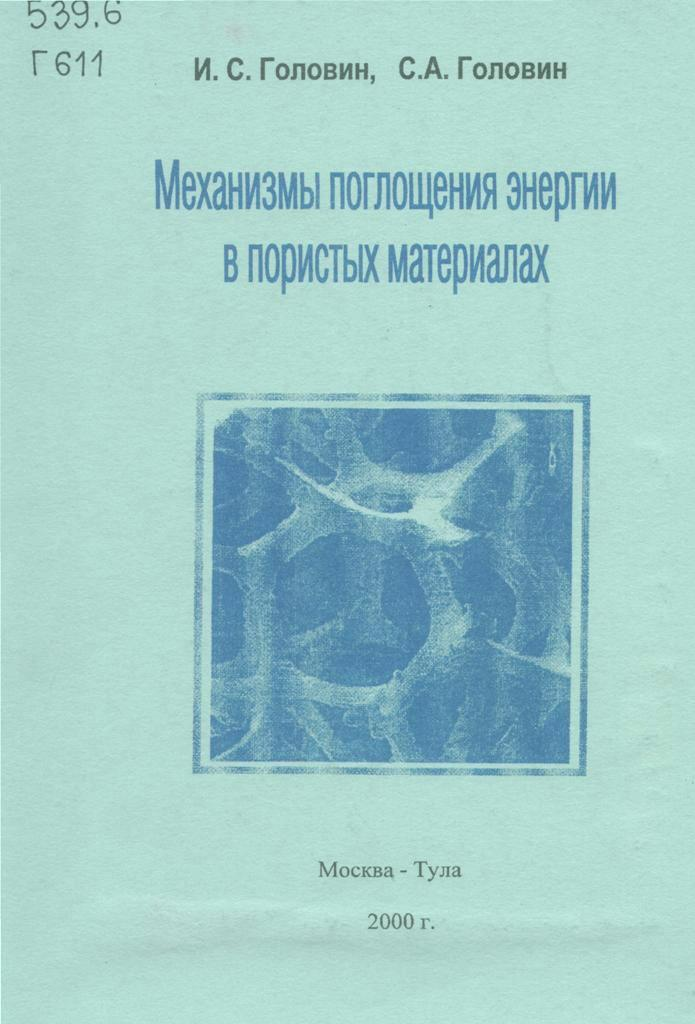 539.6
Г611
И. С. Головин, С.А. Головин
Механизмы поглощения энергии
в пористых материалах
Москва - Тула
2000 г.